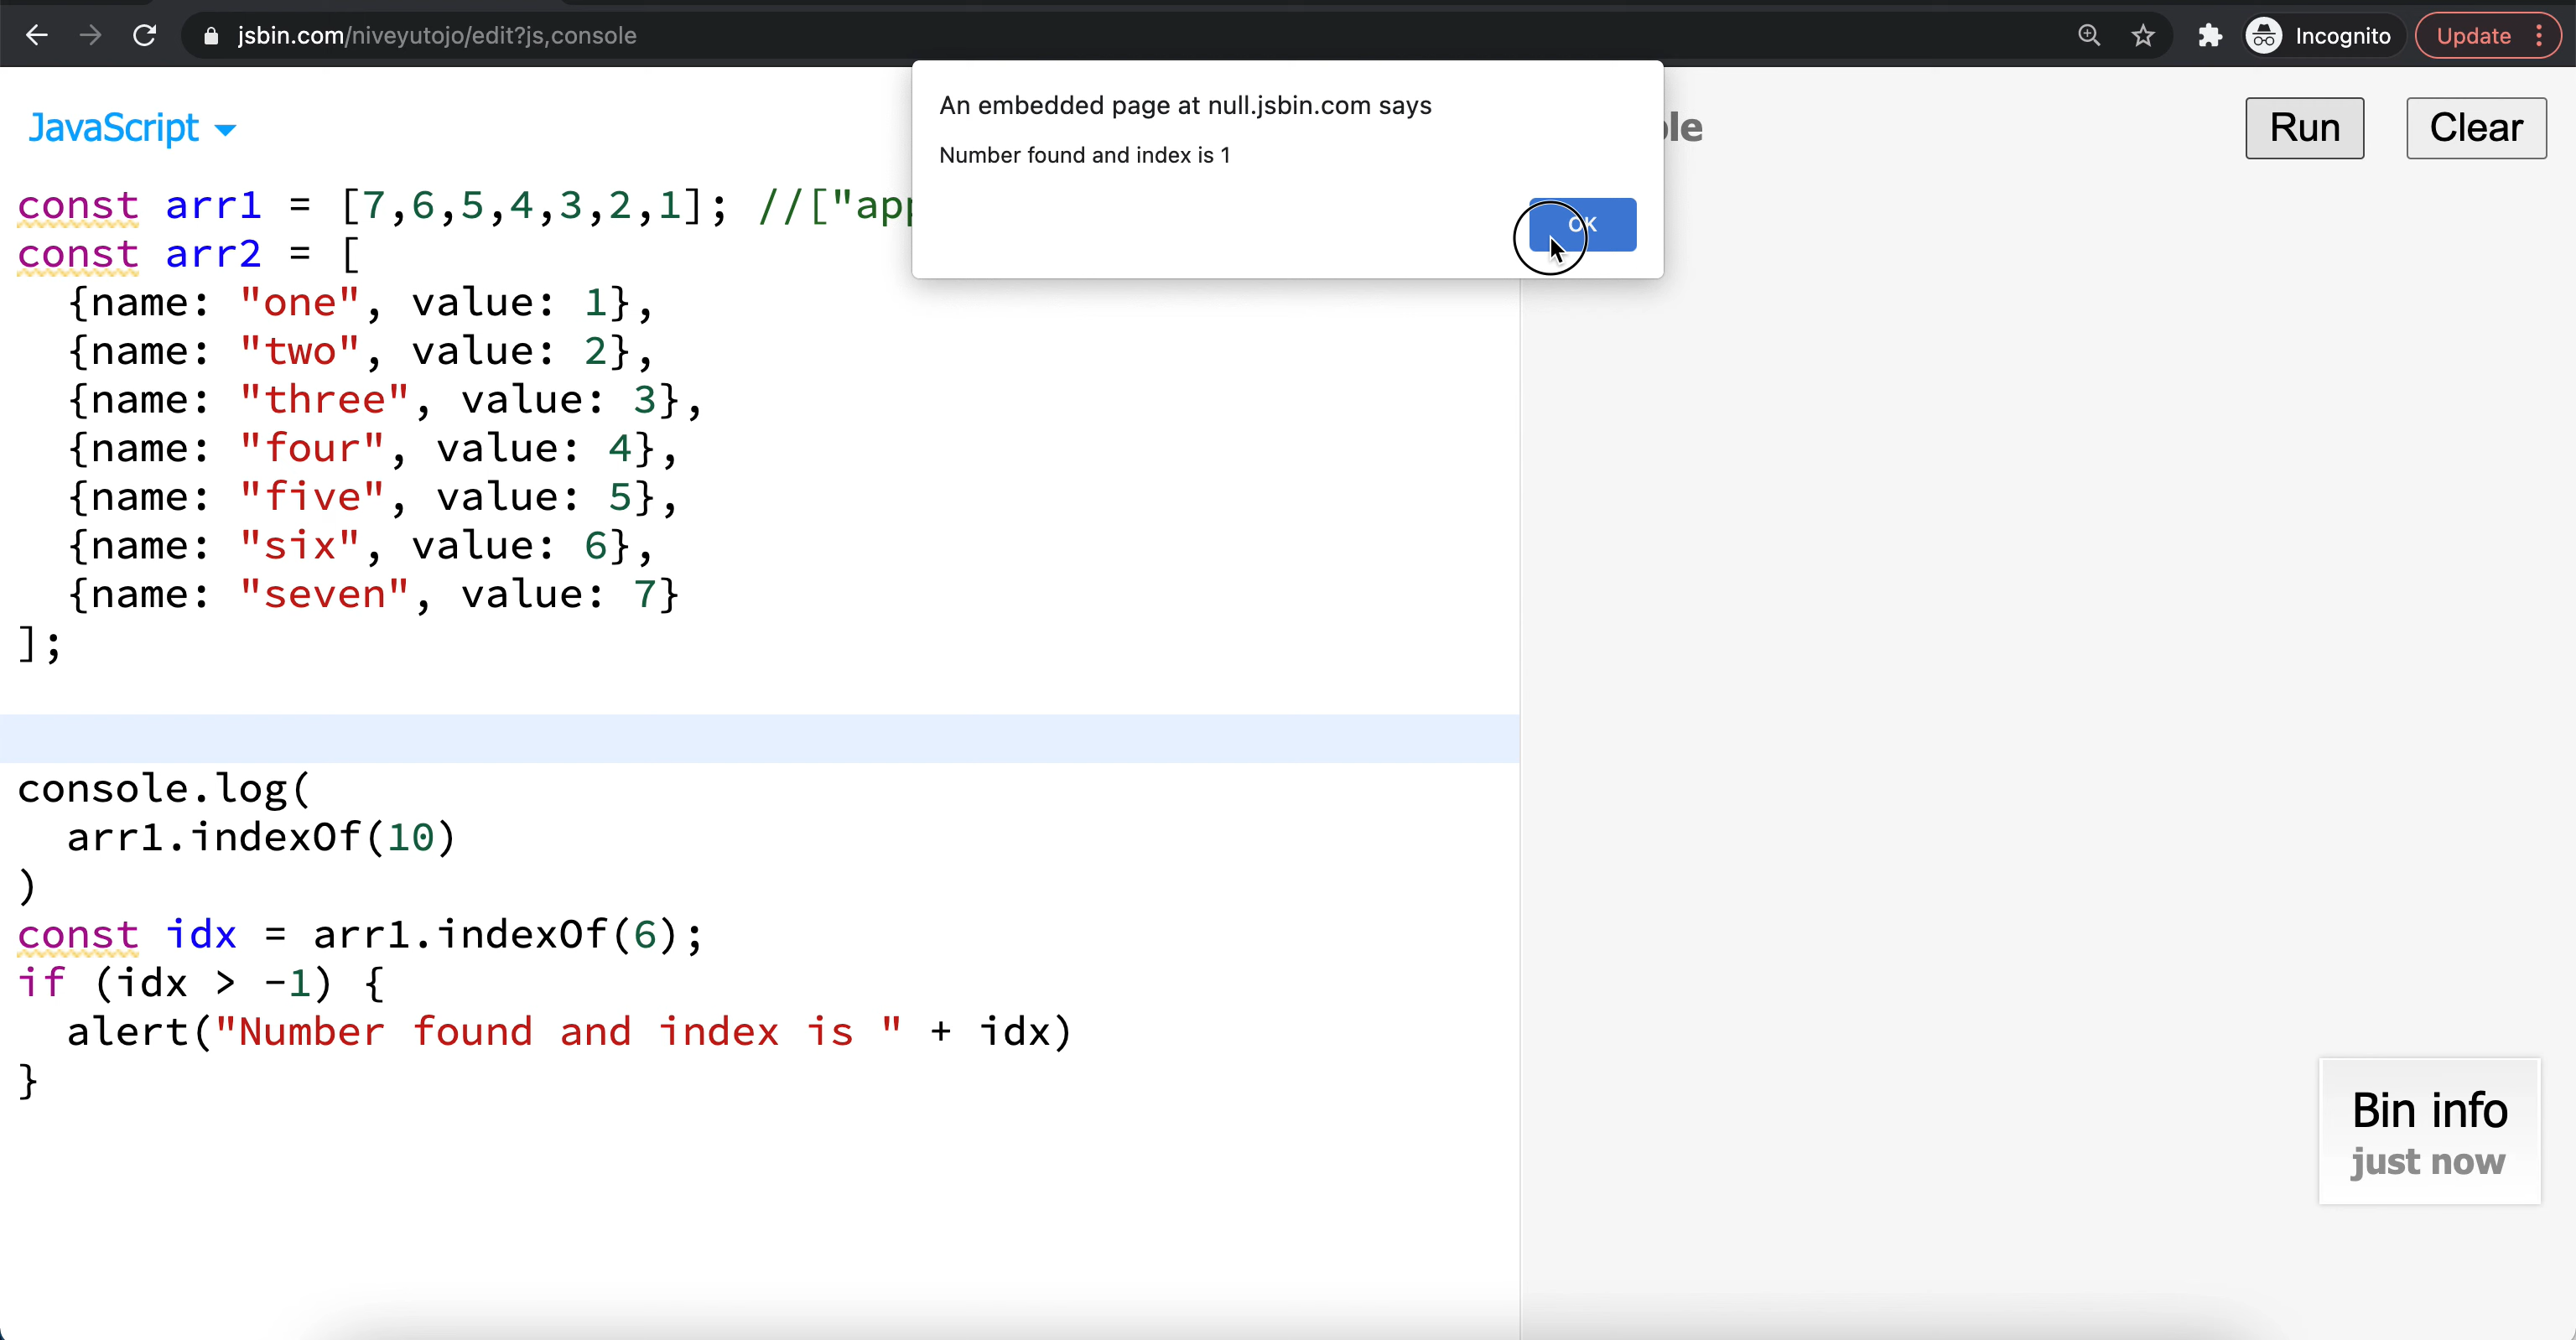 jsbin.com/niveyutojo/edit?js,console
Incognito
Update
An embedded page at null.jsbin.com says
Number found and index is 1
OK
JavaScript
Run
Clear
const arr1 = [7,6,5,4,3,2,1]; //["app
const arr2 = [
{name: "one", value: 1},
{name: "two", value: 2},
{name: "three", value: 3},
{name: "four", value: 4},
{name: "five", value: 5},
{name: "six", value: 6},
{name: "seven", value: 7}
];
console.log(
arr1.indexOf(10)
)
const idx = arr1.indexOf(6);
if (idx > -1) {
alert("Number found and index is " + idx)
}
Bin info
just now